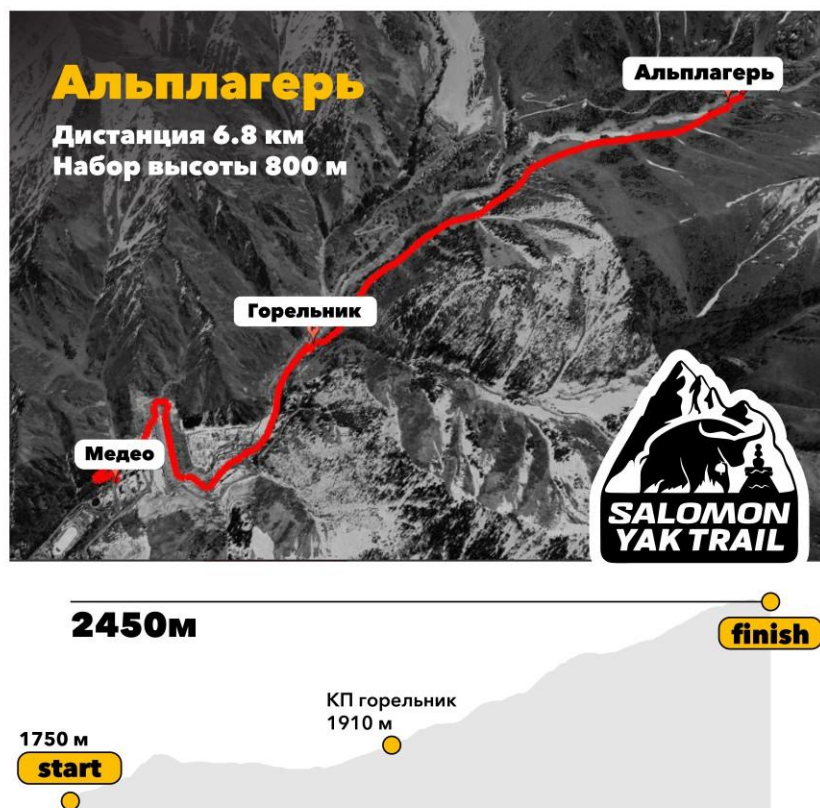 Альплагерь
Дистанция 6.8 км
Набор высоты 800 м
Альплагерь
Горельник
Медео
SALOMON
YAK TRAIL
2450м
finish
КП горельник
1910 м
1750 м
start